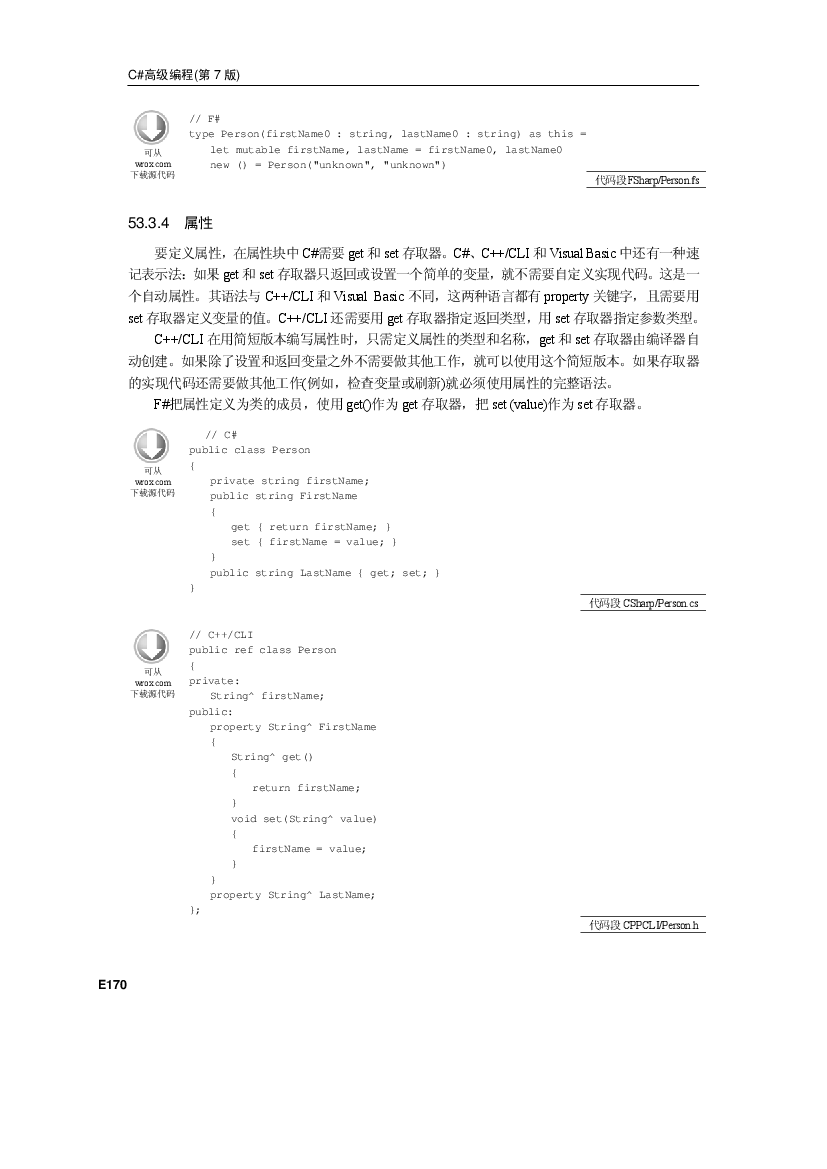 C#高级编程(第 7 版)
// F#
type Person(firstName0 : string, lastName0 : string) as this =
let mutable firstName, lastName = firstName0, lastName0
new () = Person("unknown", "unknown")
可从
wrox.com
下载源代码
代码段FSharp/Person.fs
53.3.4 属性
要定义属性，在属性块中 C#需要 get 和 set 存取器。C#、C++/CLI 和 Visual Basic 中还有一种速
记表示法：如果 get 和 set 存取器只返回或设置一个简单的变量，就不需要自定义实现代码。这是一
个自动属性。其语法与 C++/CLI 和 Visual Basic 不同，这两种语言都有 property 关键字，且需要用
set 存取器定义变量的值。C++/CLI 还需要用 get 存取器指定返回类型，用 set 存取器指定参数类型。
C++/CLI 在用简短版本编写属性时，只需定义属性的类型和名称，get 和 set 存取器由编译器自
动创建。如果除了设置和返回变量之外不需要做其他工作，就可以使用这个简短版本。如果存取器
的实现代码还需要做其他工作(例如，检查变量或刷新)就必须使用属性的完整语法。
F#把属性定义为类的成员，使用 get()作为 get 存取器，把 set (value)作为 set 存取器。
可从
wrox.com
下载源代码
// C#
public class Person
{
private string firstName;
public string FirstName
{
get { return firstName; }
set { firstName = value; }
}
public string LastName { get; set; }
}
代码段 CSharp/Person.cs
可从
wrox.com
下载源代码
// C++/CLI
public ref class Person
{
private:
String^ firstName;
public:
property String^ FirstName
{
String^ get()
{
return firstName;
}
void set(String^ value)
{
firstName = value;
}
}
property String^ LastName;
};
代码段 CPPCLI/Person.h
E170